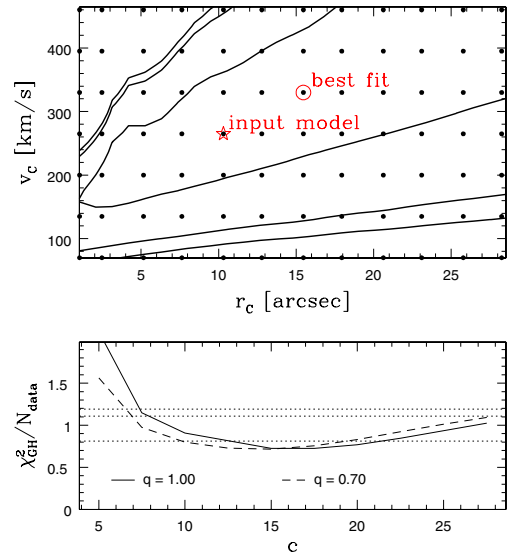 400
300
200
100
v_C [km/s]
best fit
input model
5
10
15
20
25
r_C [arcsec]
1.5
1
0.5
0
χ²_GH/N_data
q = 1.00
q = 0.70
5
10
15
20
25
c